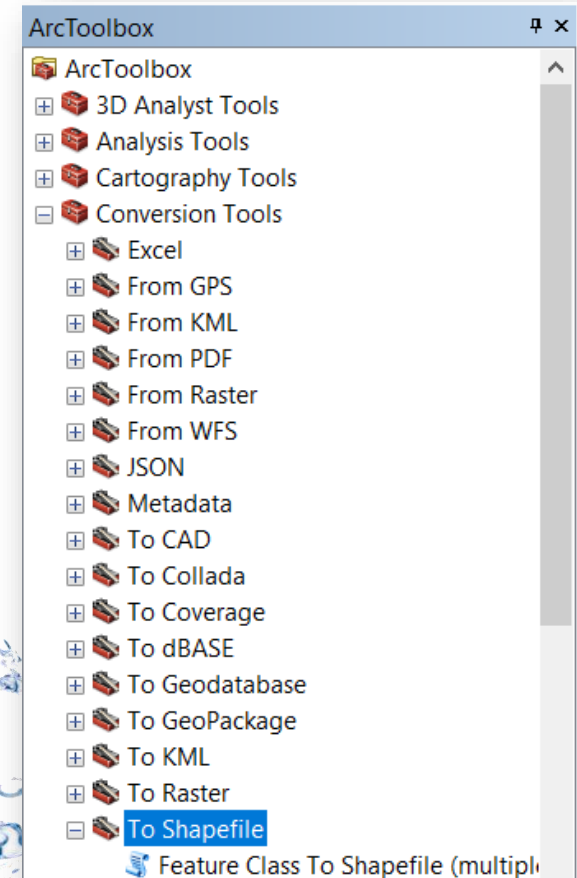 ArcToolbox
ArcToolbox
3D Analyst Tools
Analysis Tools
Cartography Tools
Conversion Tools
Excel
From GPS
From KML
From PDF
From Raster
From WFS
JSON
Metadata
To CAD
To Collada
To Coverage
To dBASE
To Geodatabase
To GeoPackage
To KML
To Raster
To Shapefile
Feature Class To Shapefile (multipl